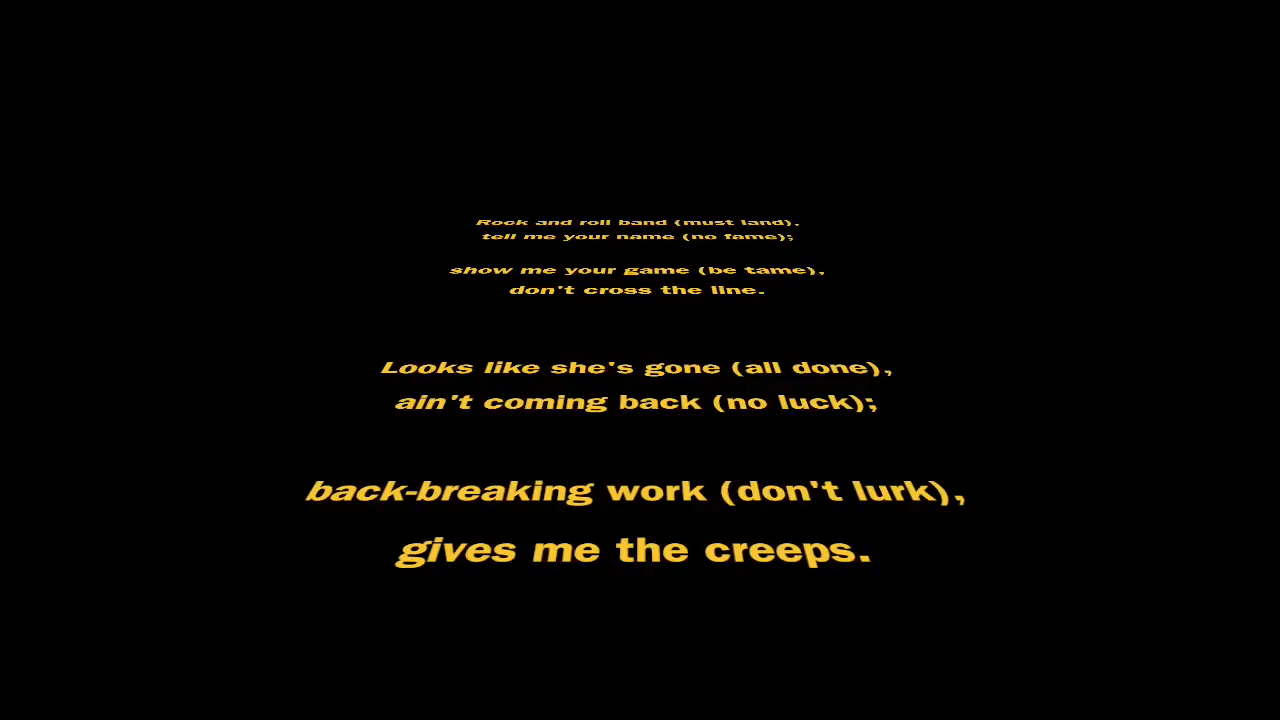 Rock and roll band (must land),
tell me your name (no fame);
show me your game (be tame),
don't cross the line.
Looks like she's gone (all done),
ain't coming back (no luck);
back-breaking work (don't lurk),
gives me the creeps.